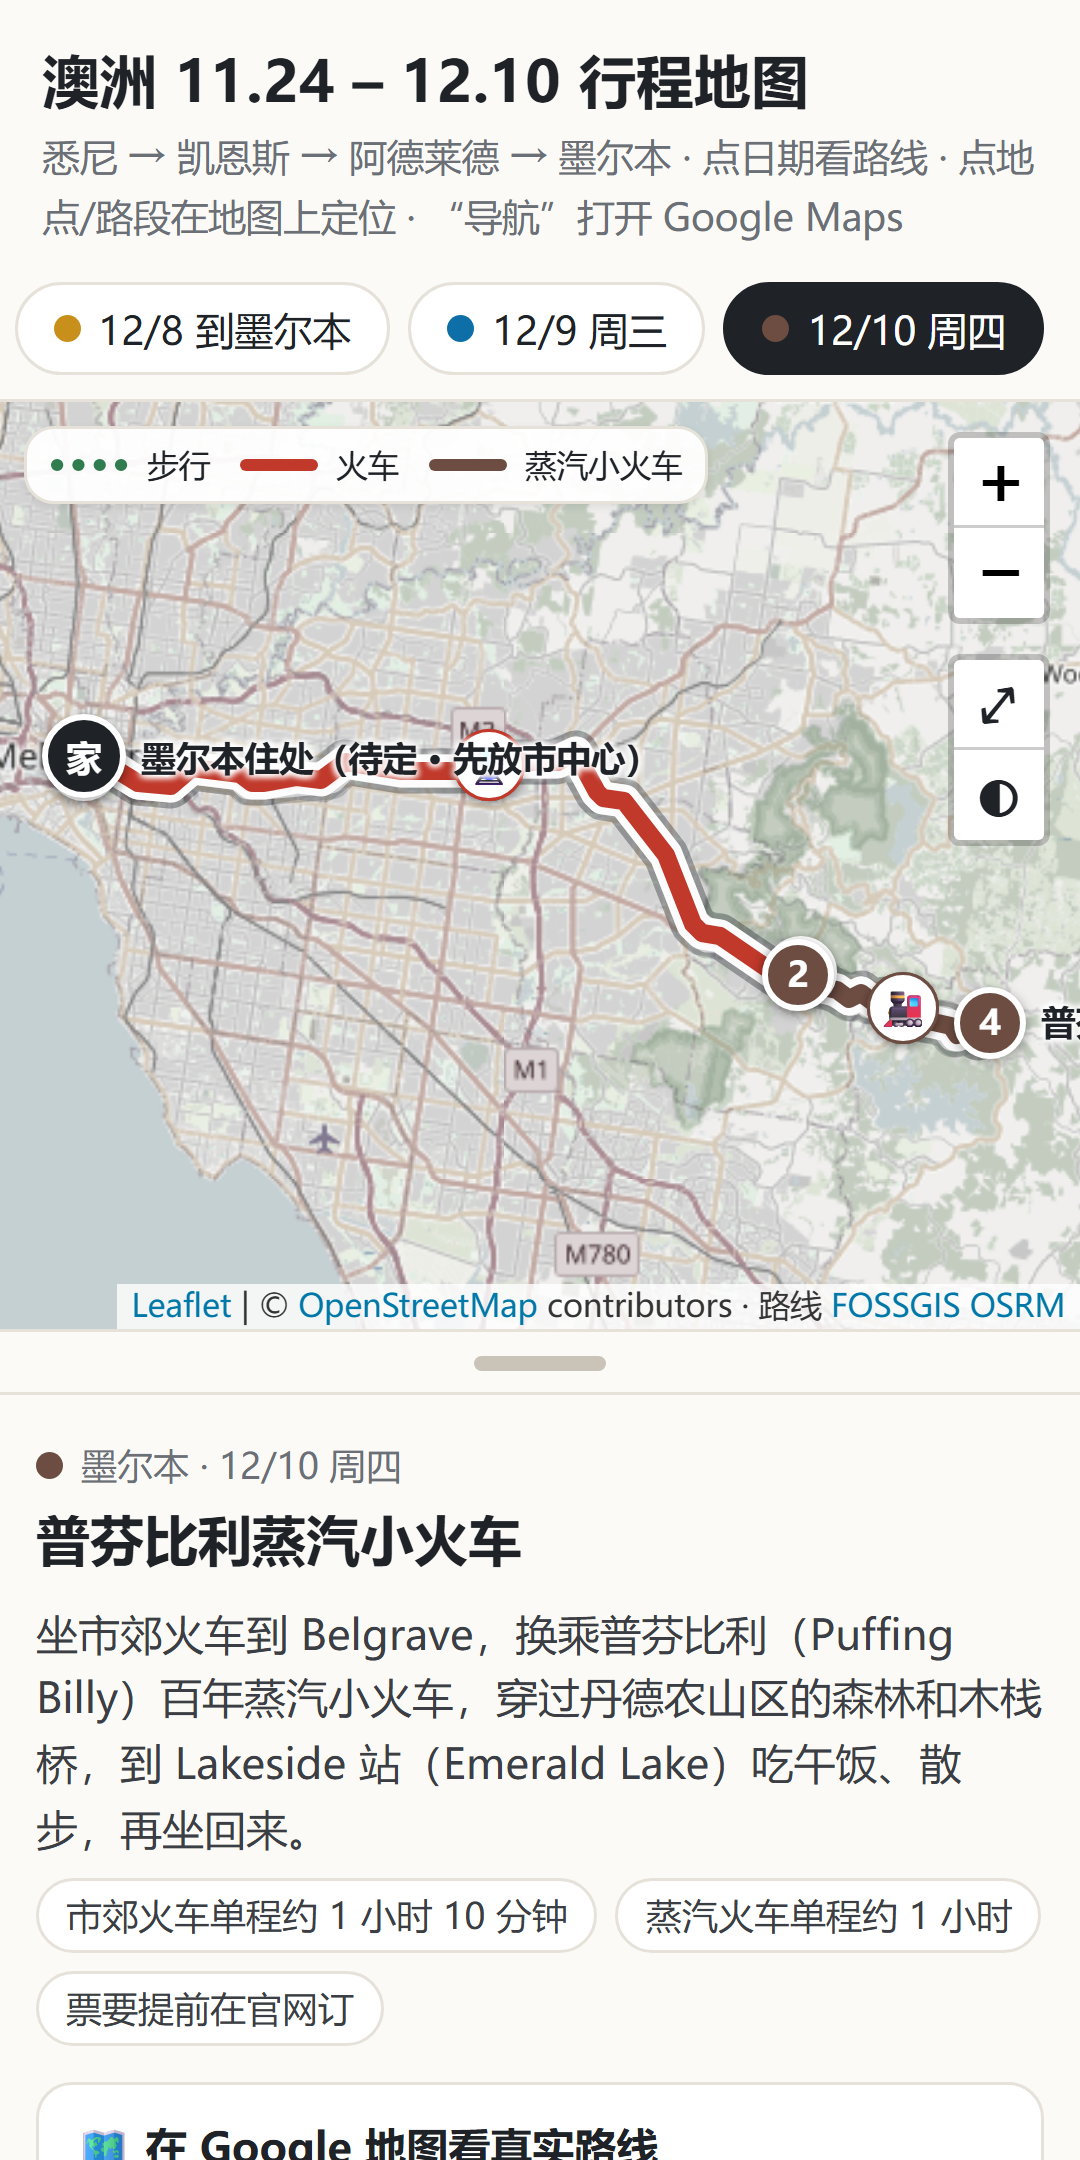 澳洲 11.24 – 12.10 行程地图
悉尼 → 凯恩斯 → 阿德莱德 → 墨尔本 · 点日期看路线 · 点地
点/路段在地图上定位 · “导航”打开 Google Maps
12/8 到墨尔本
12/9 周三
12/10 周四
步行
火车
蒸汽小火车
+
−
Woo
家
墨尔本住处（待定·先放市中心）
2
4
普
M1
M780
Leaflet | © OpenStreetMap contributors · 路线 FOSSGIS OSRM
墨尔本 · 12/10 周四
普芬比利蒸汽小火车
坐市郊火车到 Belgrave，换乘普芬比利（Puffing
Billy）百年蒸汽小火车，穿过丹德农山区的森林和木栈
桥，到 Lakeside 站（Emerald Lake）吃午饭、散
步，再坐回来。
市郊火车单程约 1 小时 10 分钟
蒸汽火车单程约 1 小时
票要提前在官网订
在 Google 地图看真实路线